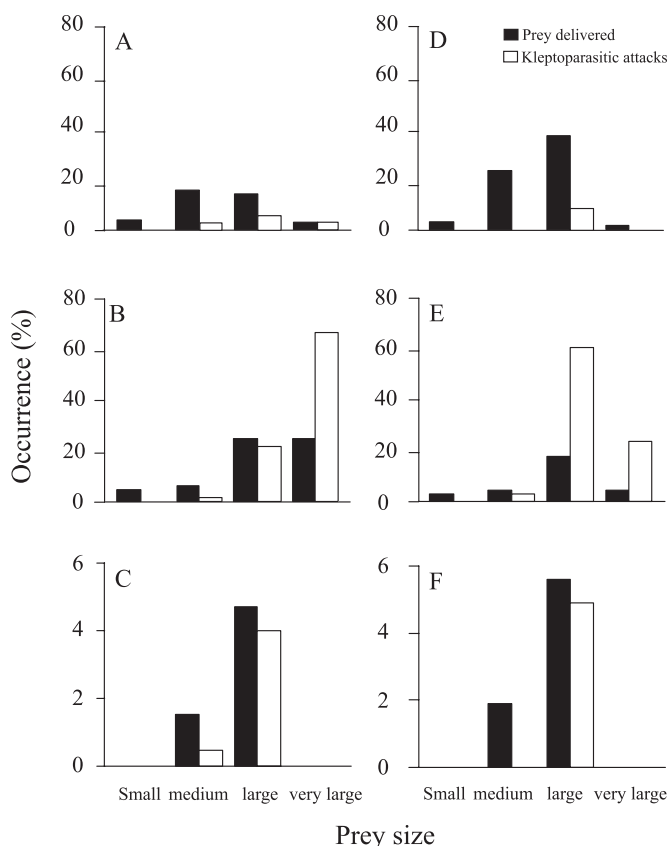 A
80
60
40
20
0
D
80
60
40
20
0
Prey delivered
Kleptoparasitic attacks
B
80
60
40
20
0
E
80
60
40
20
0
Occurrence (%)
C
6
4
2
0
F
6
4
2
0
Small medium large very large
Small medium large very large
Prey size